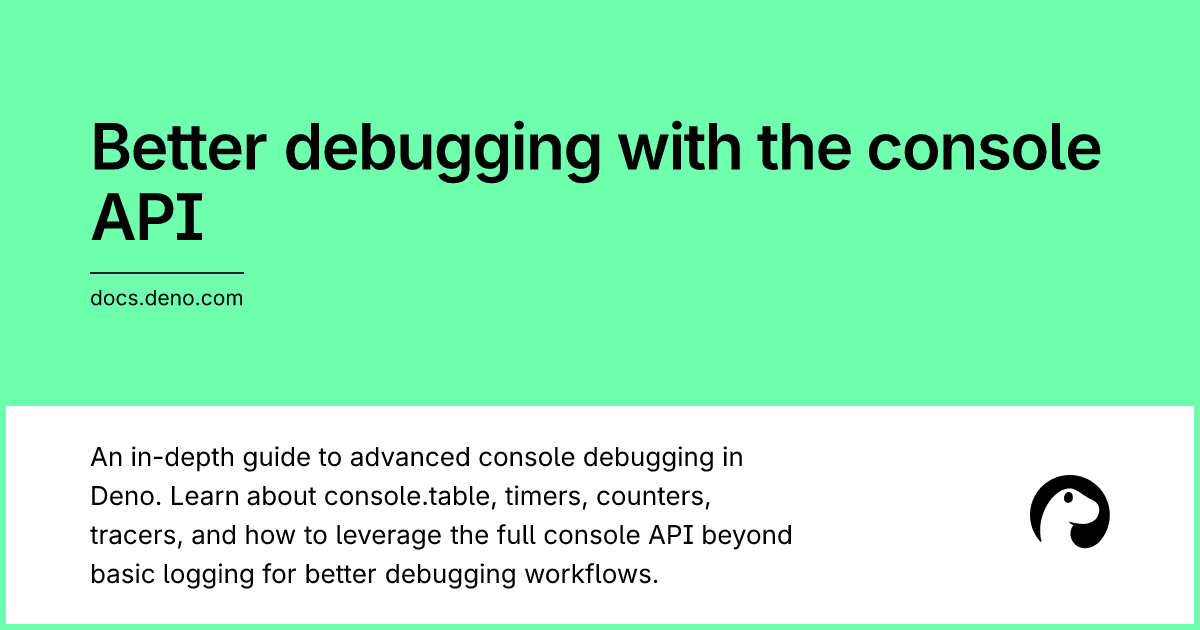 Better debugging with the console
API
docs.deno.com
An in-depth guide to advanced console debugging in
Deno. Learn about console.table, timers, counters,
tracers, and how to leverage the full console API beyond
basic logging for better debugging workflows.